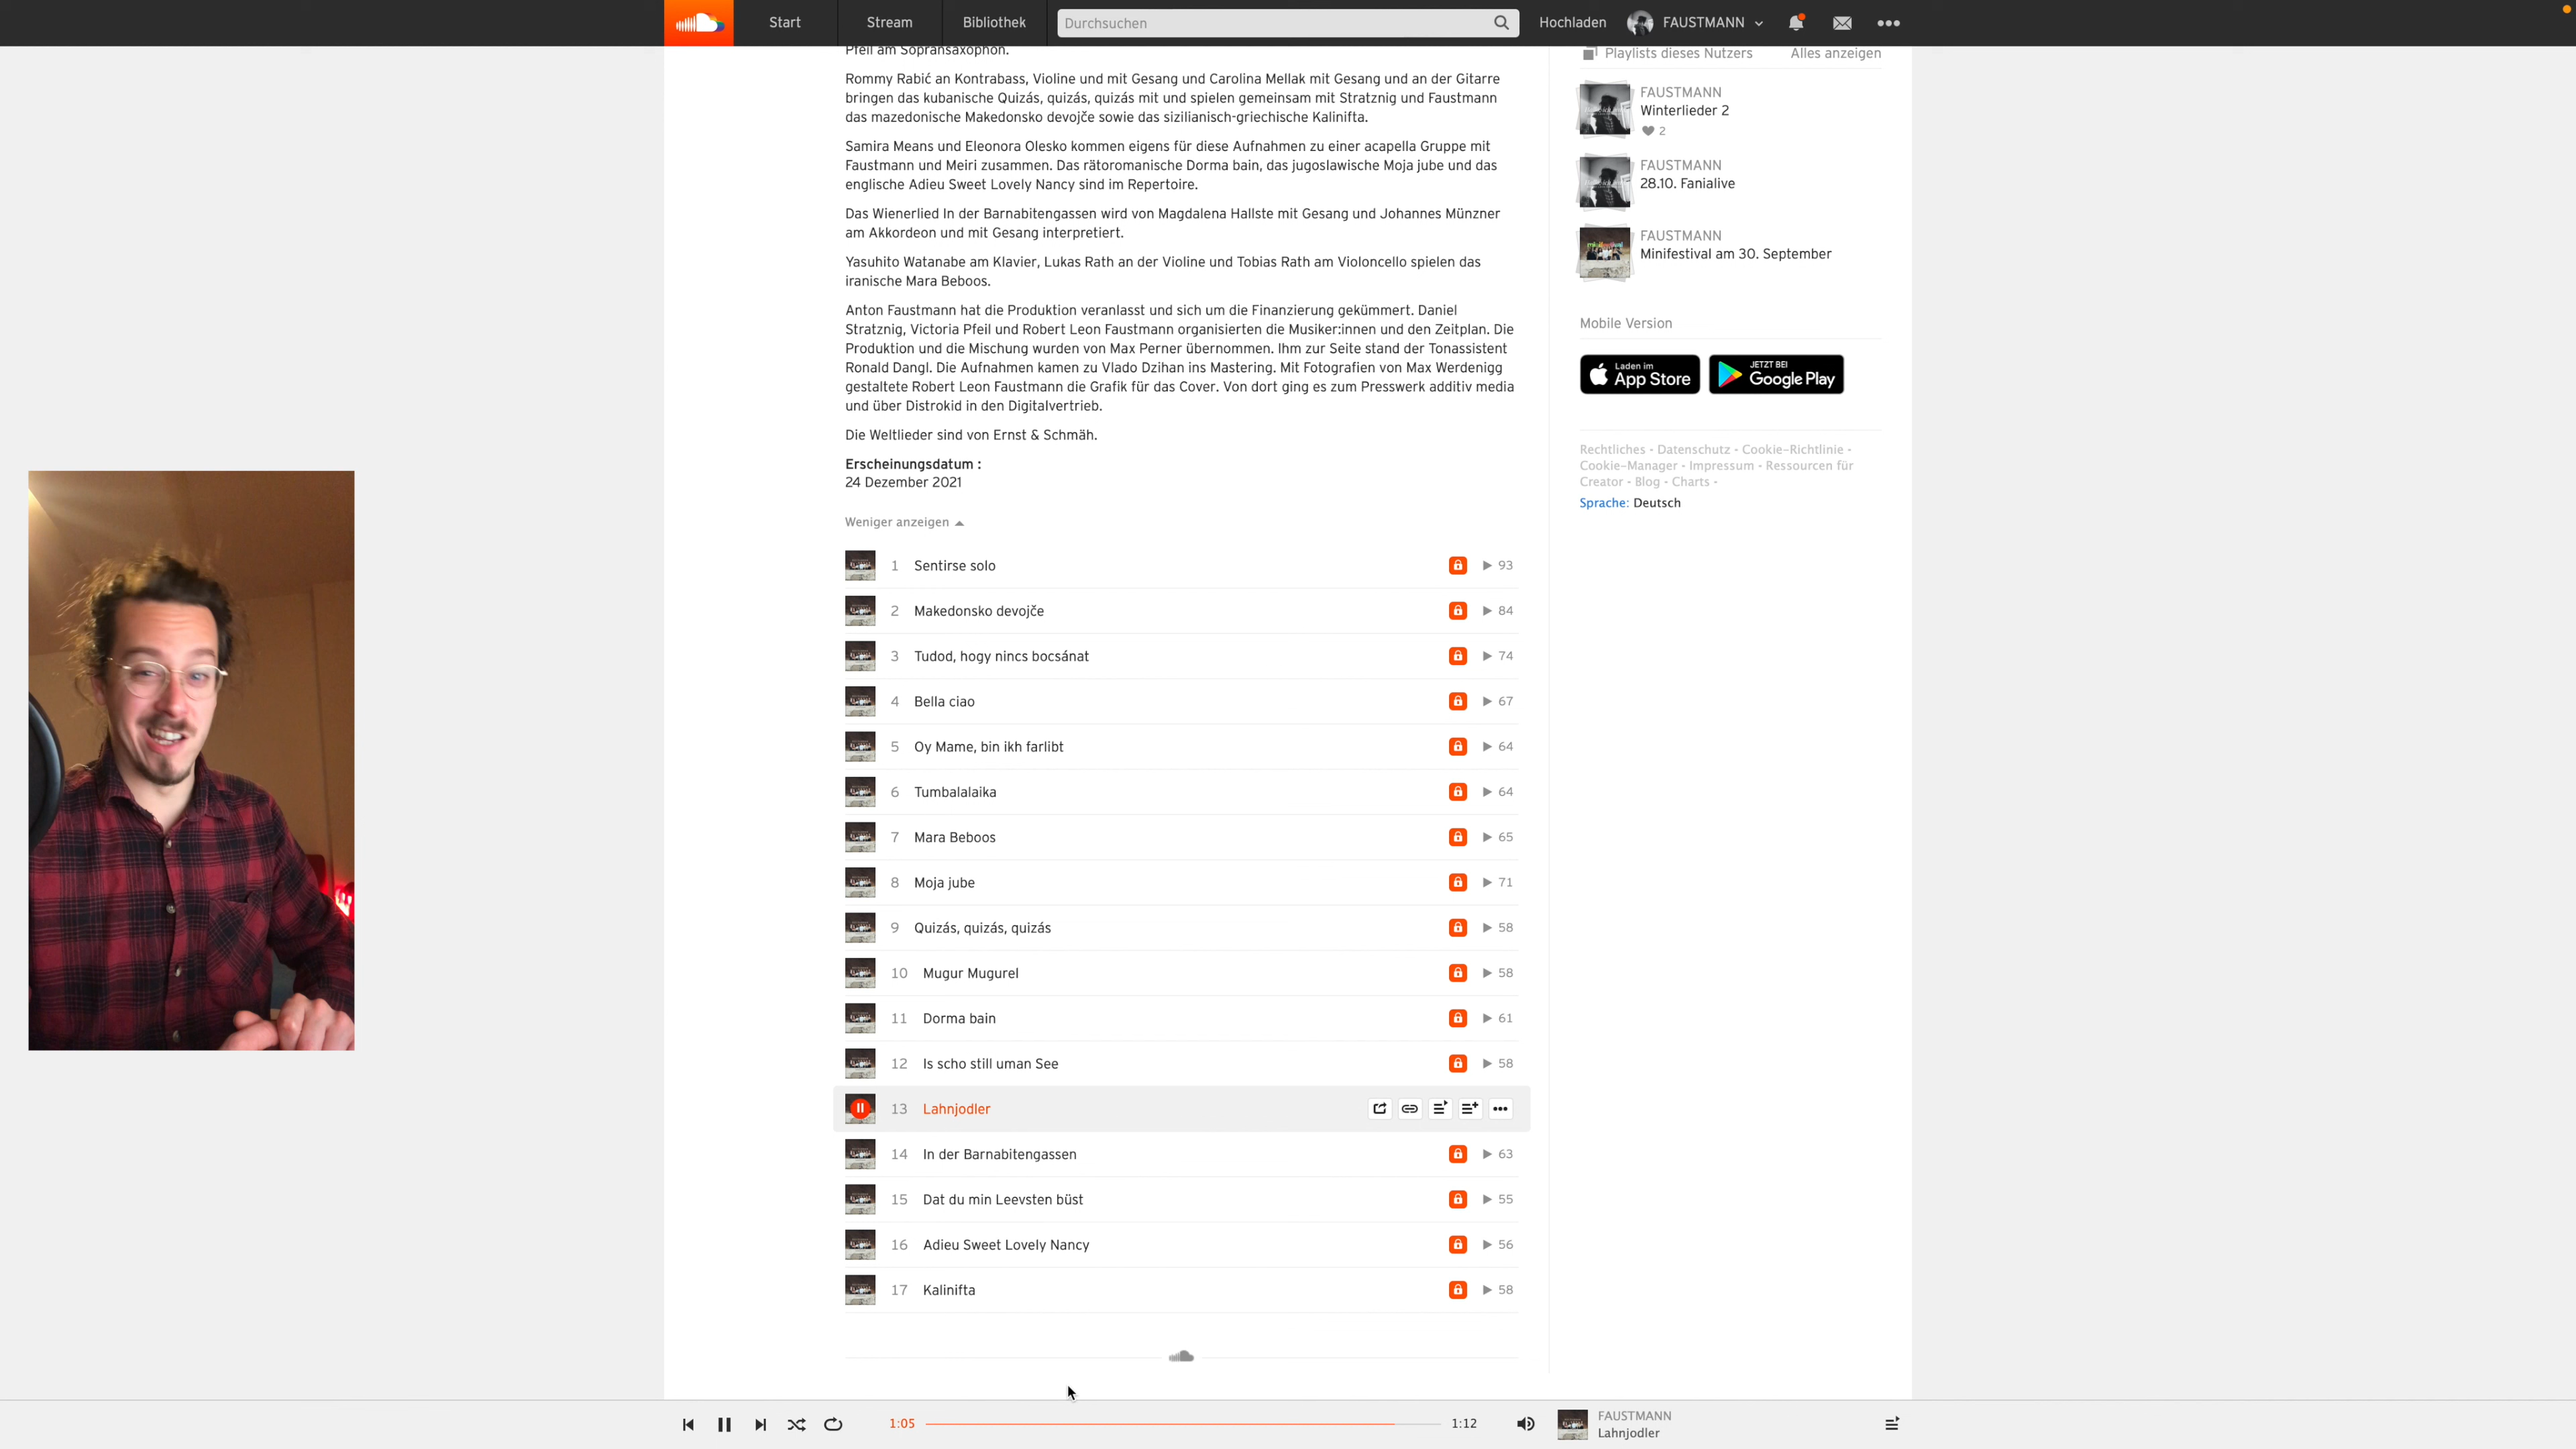 Start
Stream
Bibliothek
Durchsuchen
Hochladen
FAUSTMANN
Pfeil am Sopransaxophon.
Rommy Rabić an Kontrabass, Violine und mit Gesang und Carolina Mellak mit Gesang und an der Gitarre
bringen das kubanische Quizás, quizás, quizás mit und spielen gemeinsam mit Stratznig und Faustmann
das mazedonische Makedonsko devojče sowie das sizilianisch-griechische Kalinifta.
Samira Means und Eleonora Olesko kommen eigens für diese Aufnahmen zu einer acapella Gruppe mit
Faustmann und Meiri zusammen. Das rätoromanische Dorma bain, das jugoslawische Moja jube und das
englische Adieu Sweet Lovely Nancy sind im Repertoire.
Das Wienerlied In der Barnabitengassen wird von Magdalena Hallste mit Gesang und Johannes Münzner
am Akkordeon und mit Gesang interpretiert.
Yasuhito Watanabe am Klavier, Lukas Rath an der Violine und Tobias Rath am Violoncello spielen das
iranische Mara Beboos.
Anton Faustmann hat die Produktion veranlasst und sich um die Finanzierung gekümmert. Daniel
Stratznig, Victoria Pfeil und Robert Leon Faustmann organisierten die Musiker:innen und den Zeitplan. Die
Produktion und die Mischung wurden von Max Perner übernommen. Ihm zur Seite stand der Tonassistent
Ronald Dangl. Die Aufnahmen kamen zu Vlado Dzihan ins Mastering. Mit Fotografien von Max Werdenigg
gestaltete Robert Leon Faustmann die Grafik für das Cover. Von dort ging es zum Presswerk additiv media
und über Distrokid in den Digitalvertrieb.
Die Weltlieder sind von Ernst & Schmäh.
Erscheinungsdatum :
24 Dezember 2021
Weniger anzeigen
1 Sentirse solo 93
2 Makedonsko devojče 84
3 Tudod, hogy nincs bocsánat 74
4 Bella ciao 67
5 Oy Mame, bin ikh farlibt 64
6 Tumbalalaika 64
7 Mara Beboos 65
8 Moja jube 71
9 Quizás, quizás, quizás 58
10 Mugur Mugurel 58
11 Dorma bain 61
12 Is scho still uman See 58
13 Lahnjodler
14 In der Barnabitengassen 63
15 Dat du min Leevsten büst 55
16 Adieu Sweet Lovely Nancy 56
17 Kalinifta 58
Playlists dieses Nutzers Alles anzeigen
FAUSTMANN
Winterlieder 2
2
FAUSTMANN
28.10. Fanialive
FAUSTMANN
Minifestival am 30. September
Mobile Version
Laden im
App Store
JETZT BEI
Google Play
Rechtliches - Datenschutz - Cookie-Richtlinie -
Cookie-Manager - Impressum - Ressourcen für
Creator - Blog - Charts -
Sprache: Deutsch
1:05
1:12
FAUSTMANN
Lahnjodler